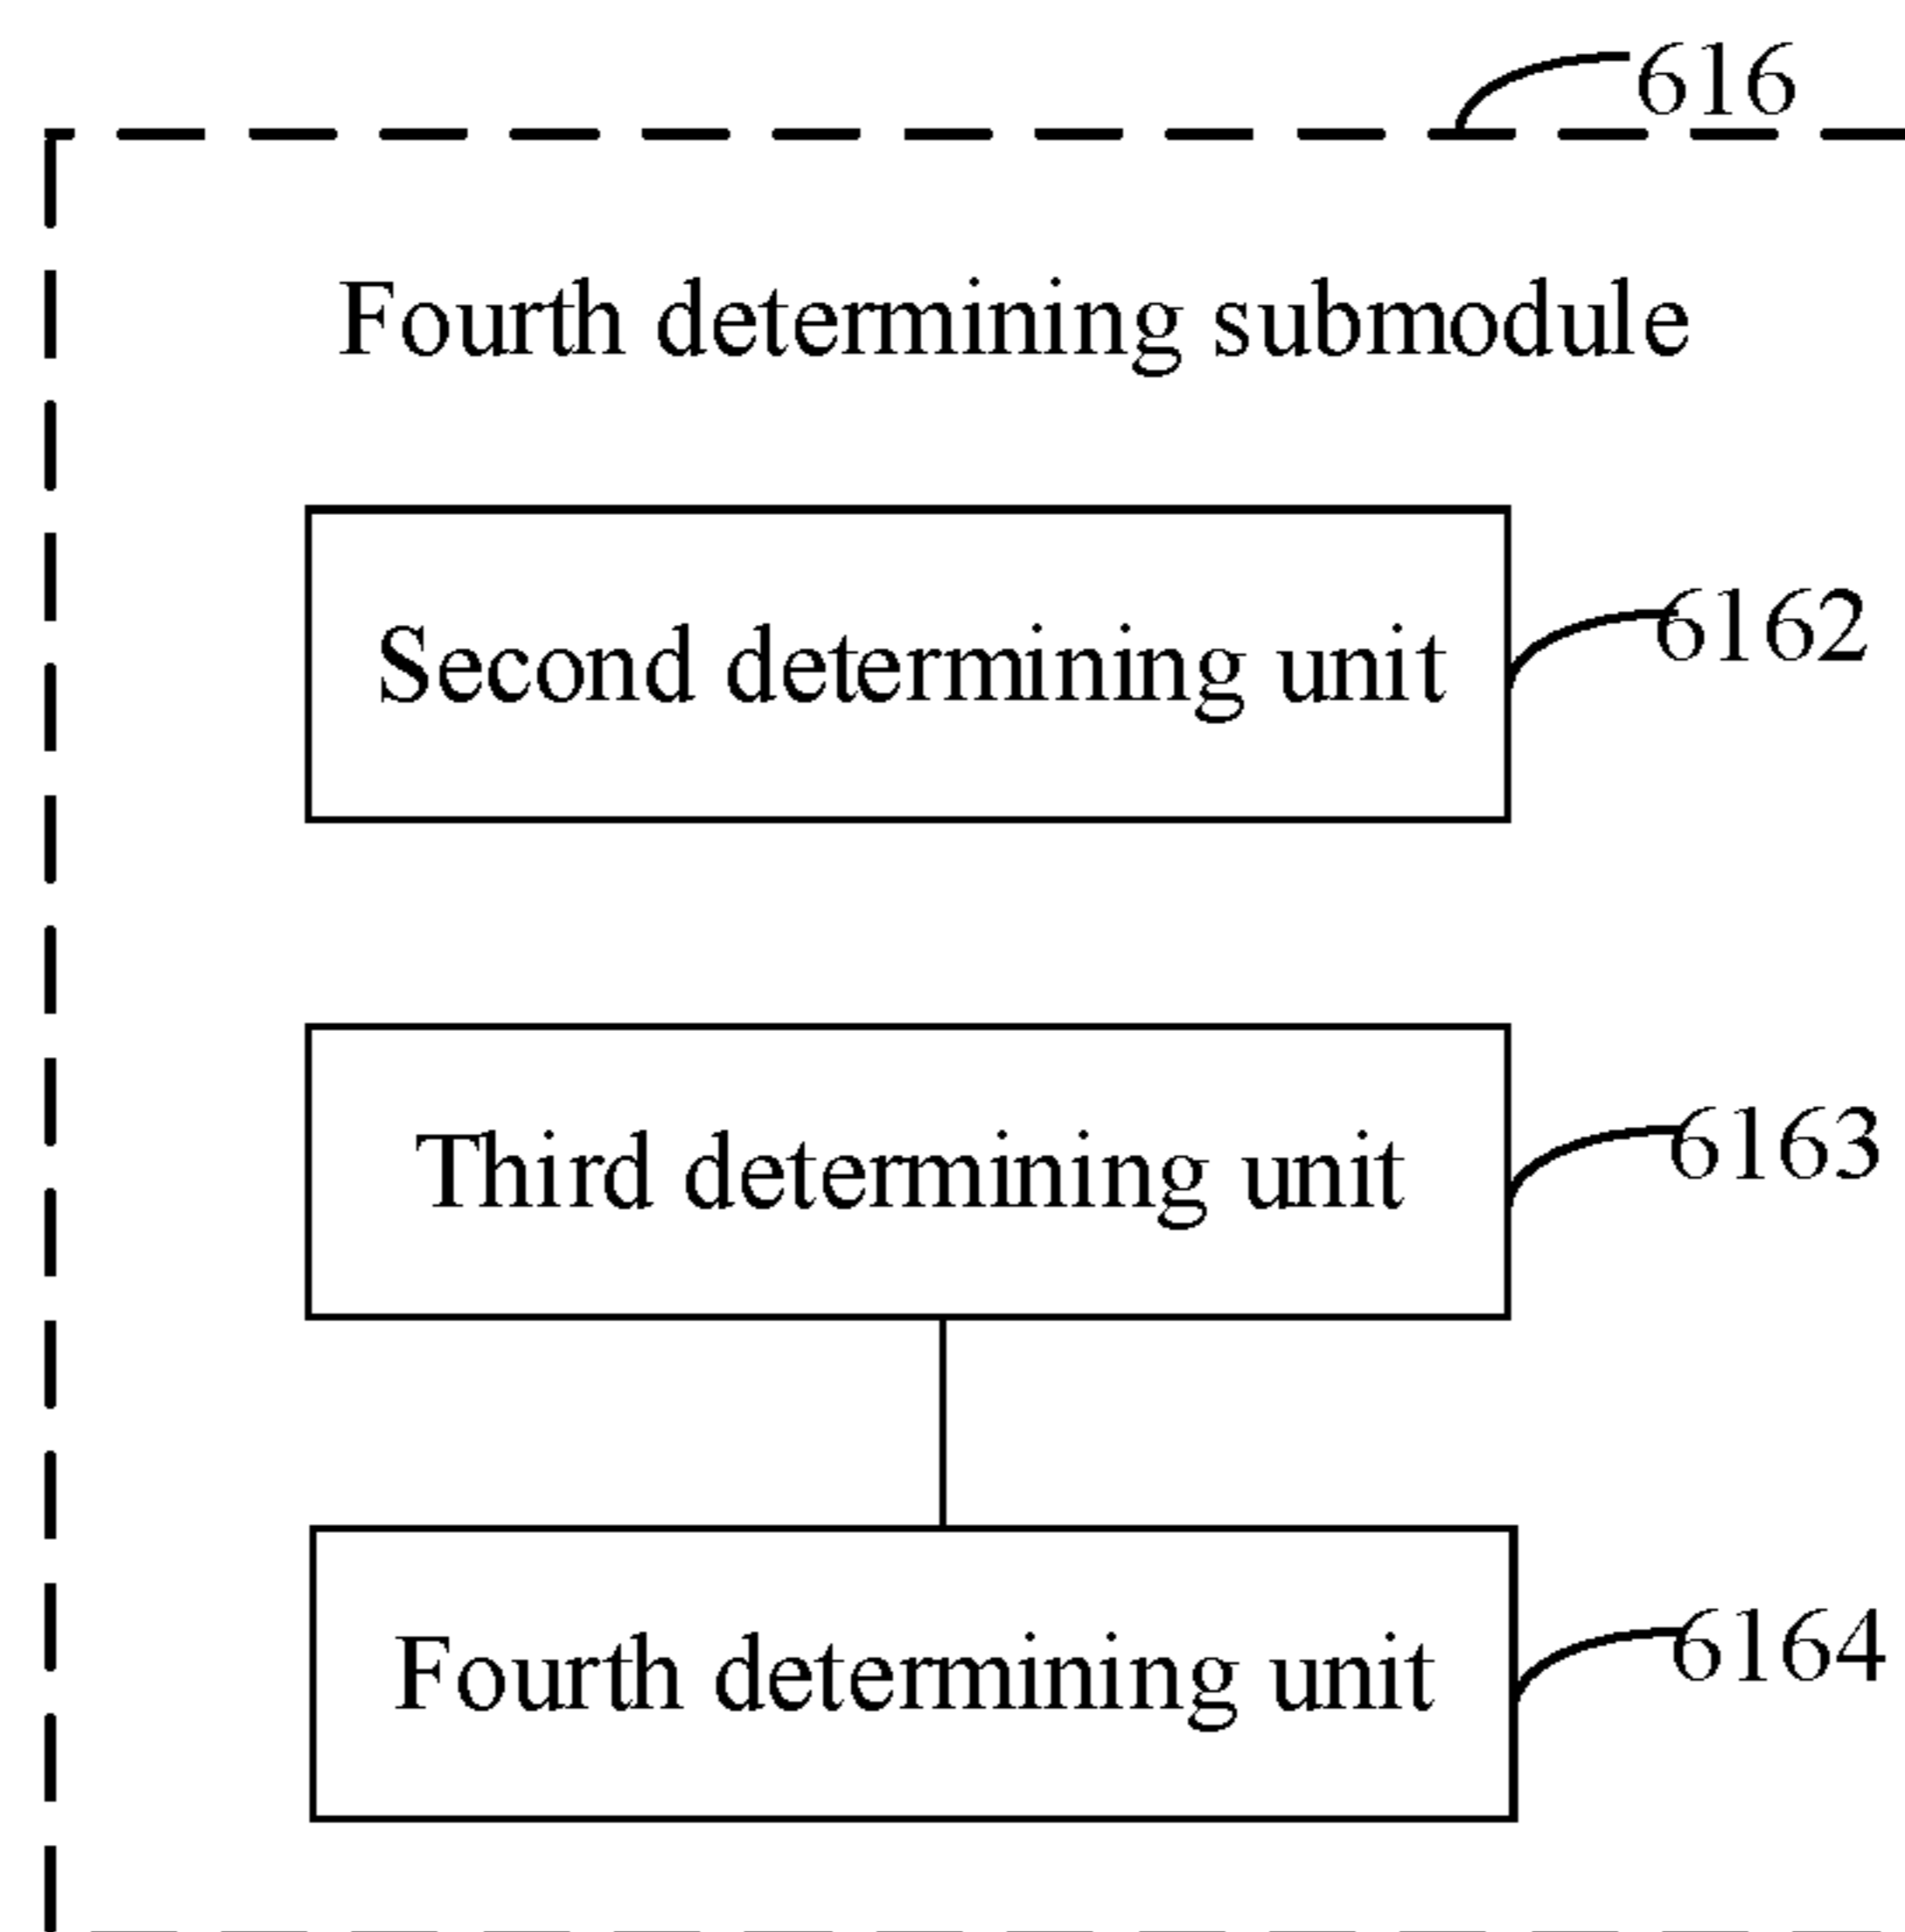 616
Fourth determining submodule
Second determining unit
6162
Third determining unit
6163
Fourth determining unit
6164